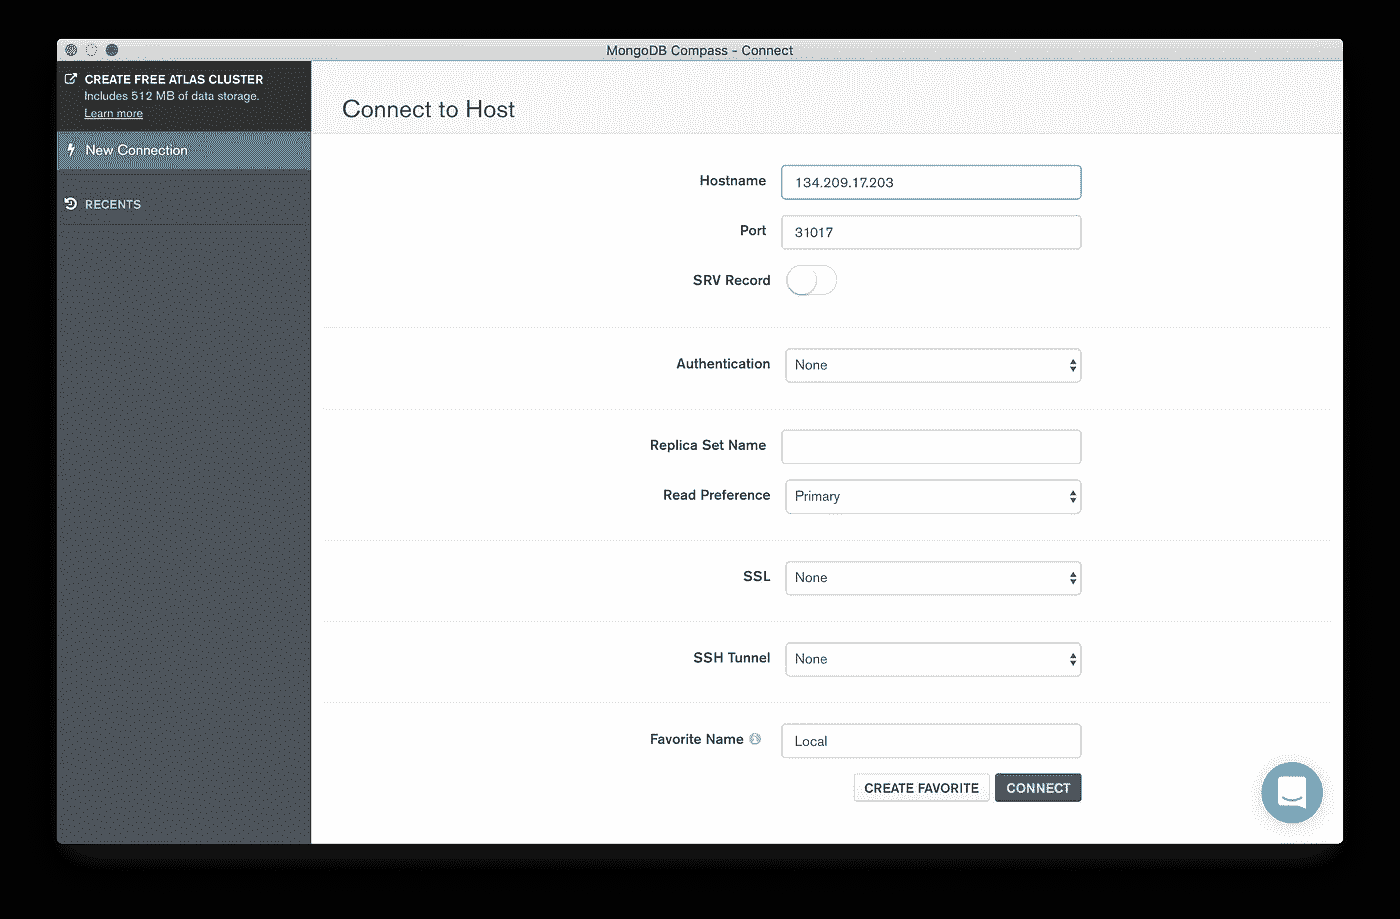 MongoDB Compass - Connect
CREATE FREE ATLAS CLUSTER
Includes 512 MB of data storage.
Learn more
New Connection
RECENTS
Connect to Host
Hostname 134.209.17.203
Port 31017
SRV Record
Authentication None
Replica Set Name
Read Preference Primary
SSL None
SSH Tunnel None
Favorite Name Local
CREATE FAVORITE CONNECT